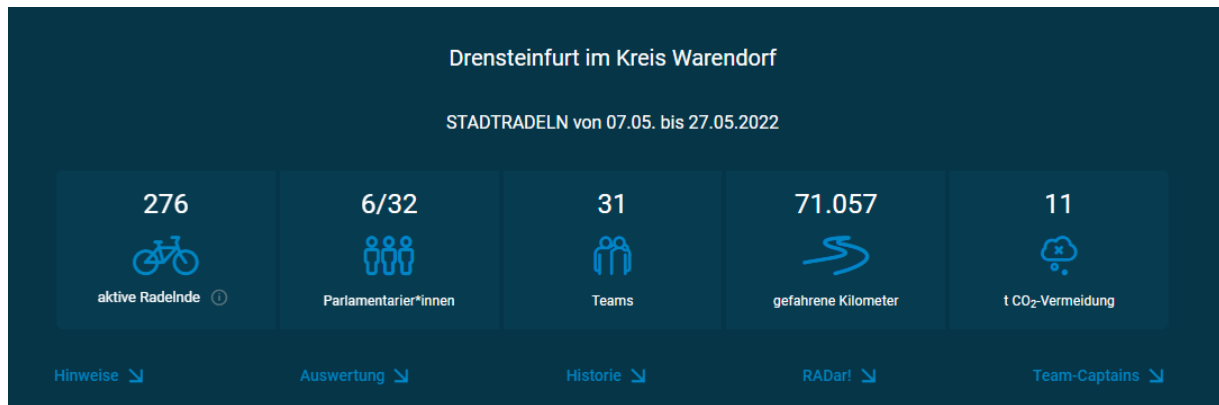 Drensteinfurt im Kreis Warendorf
STADTRADELN von 07.05. bis 27.05.2022
276
aktive Radelnde
6/32
Parlamentarier*innen
31
Teams
71.057
gefahrene Kilometer
11
t CO₂-Vermeidung
Hinweise
Auswertung
Historie
RADar!
Team-Captains